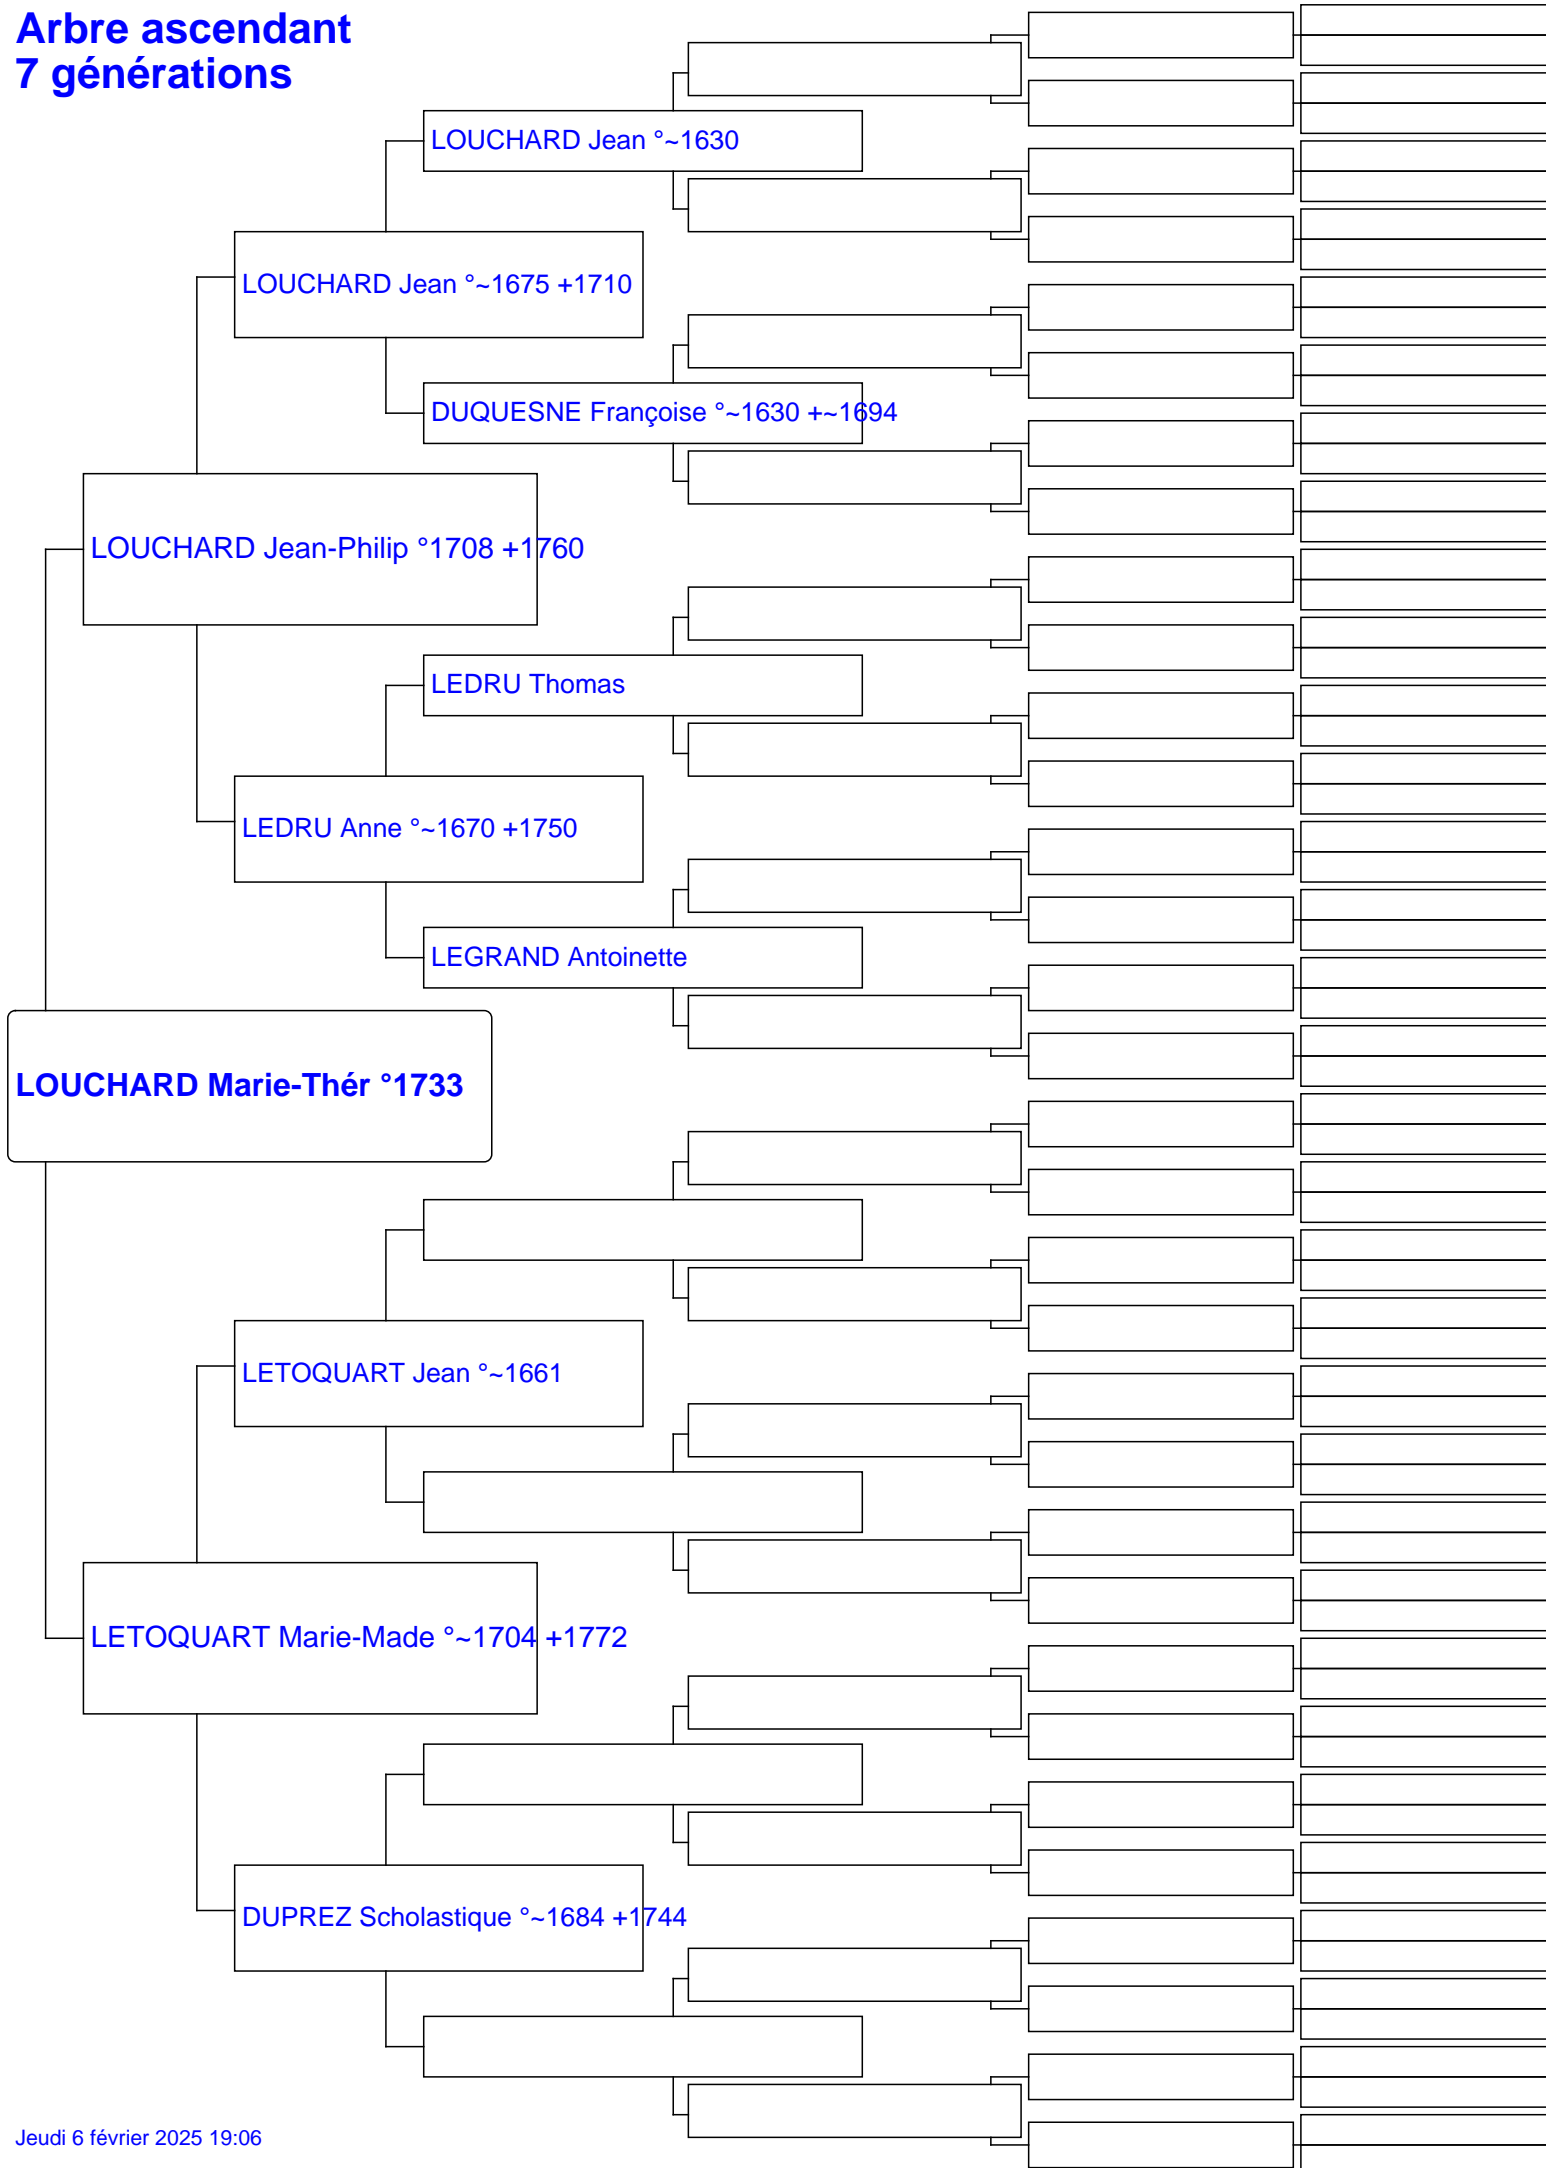 Arbre ascendant
7 générations
LOUCHARD Jean °~1630
LOUCHARD Jean °~1675 +1710
DUQUESNE Françoise °~1630 +~1694
LOUCHARD Jean-Philip °1708 +1760
LEDRU Thomas
LEDRU Anne °~1670 +1750
LEGRAND Antoinette
LOUCHARD Marie-Thér °1733
LETOQUART Jean °~1661
LETOQUART Marie-Made °~1704 +1772
DUPREZ Scholastique °~1684 +1744
Jeudi 6 février 2025 19:06